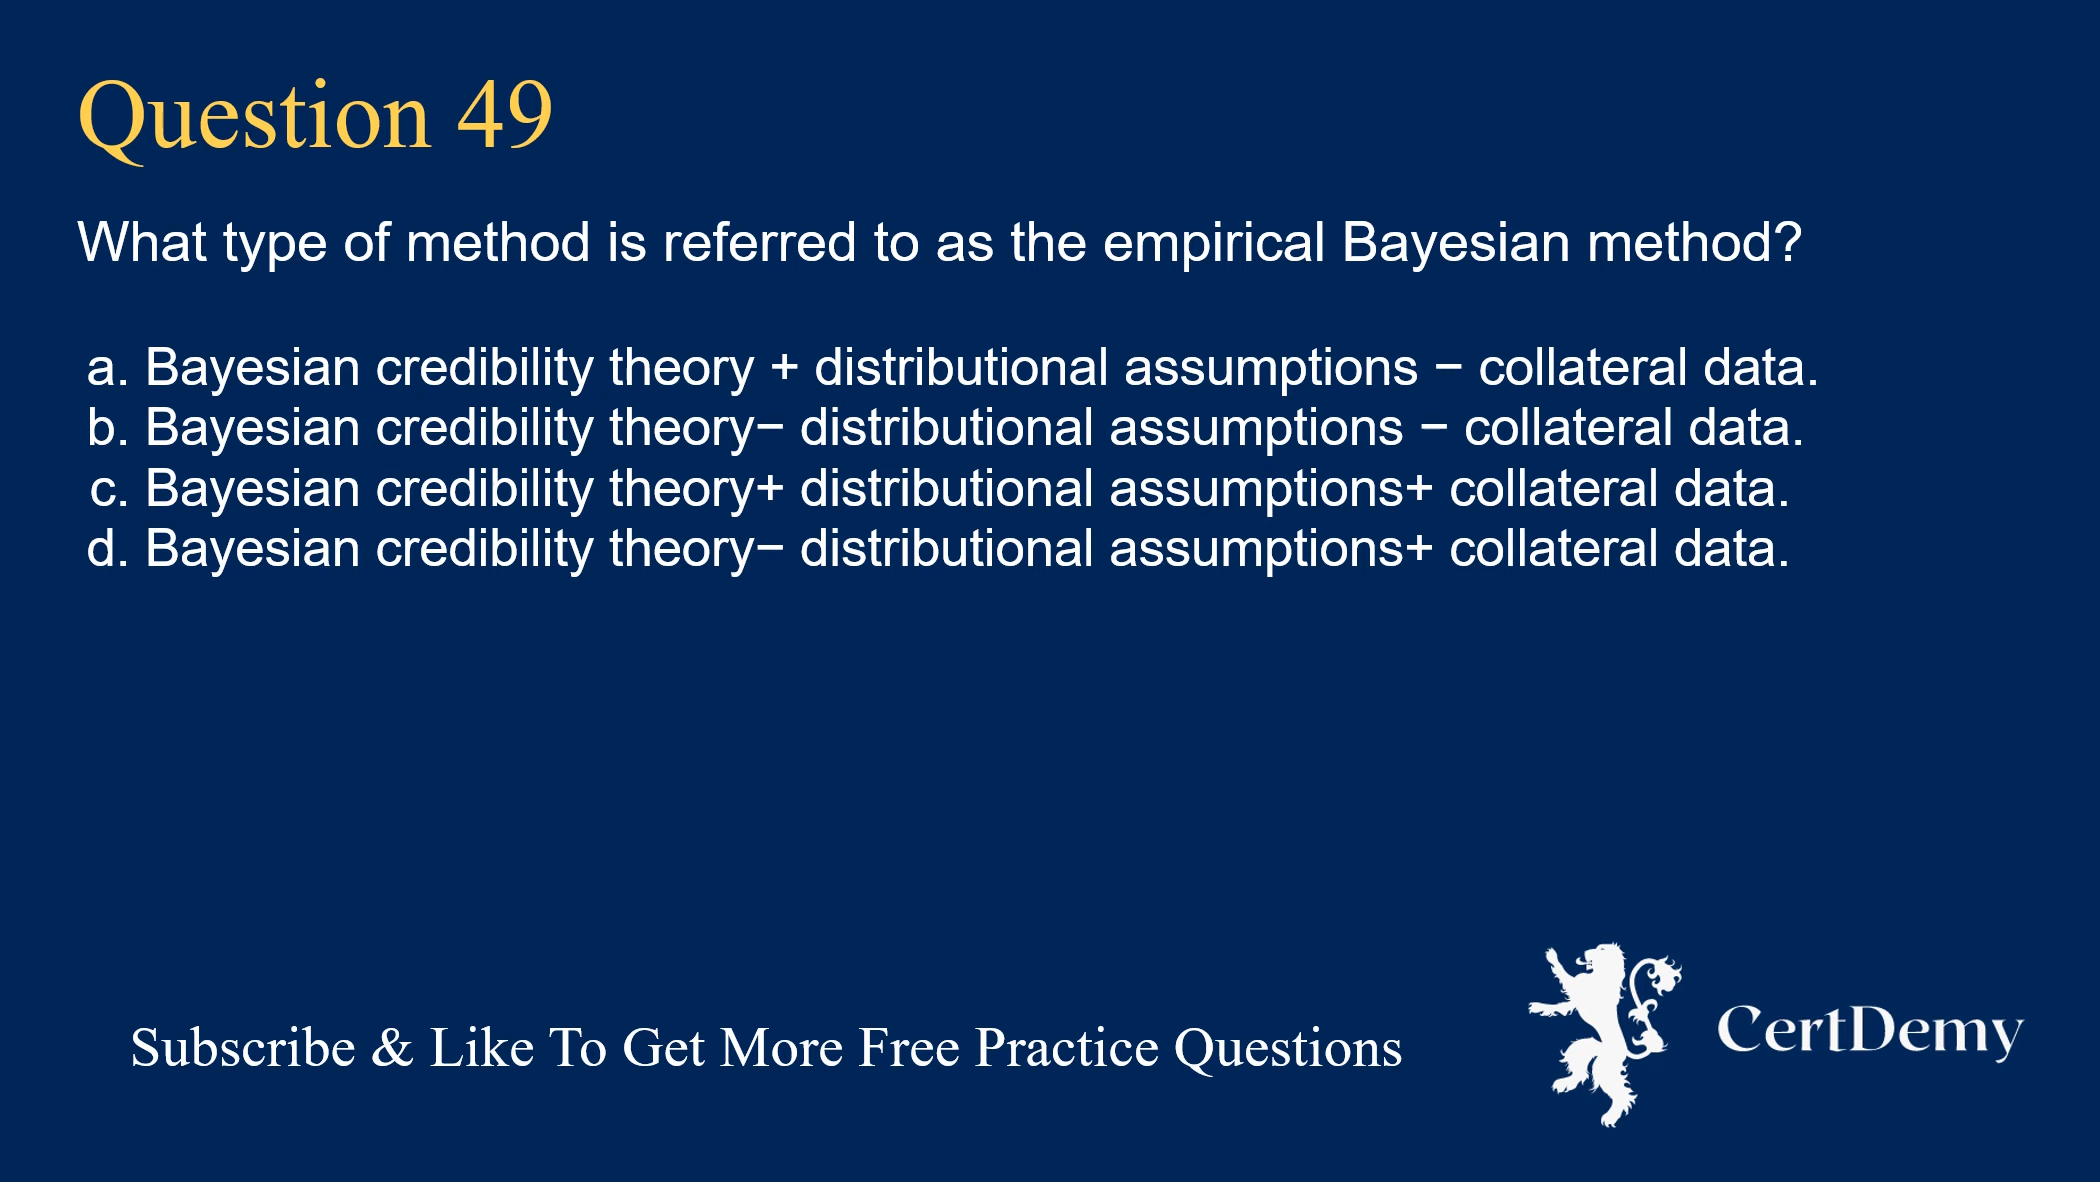 Question 49
What type of method is referred to as the empirical Bayesian method?
a. Bayesian credibility theory + distributional assumptions − collateral data.
b. Bayesian credibility theory− distributional assumptions − collateral data.
c. Bayesian credibility theory+ distributional assumptions+ collateral data.
d. Bayesian credibility theory− distributional assumptions+ collateral data.
Subscribe & Like To Get More Free Practice Questions
CertDemy